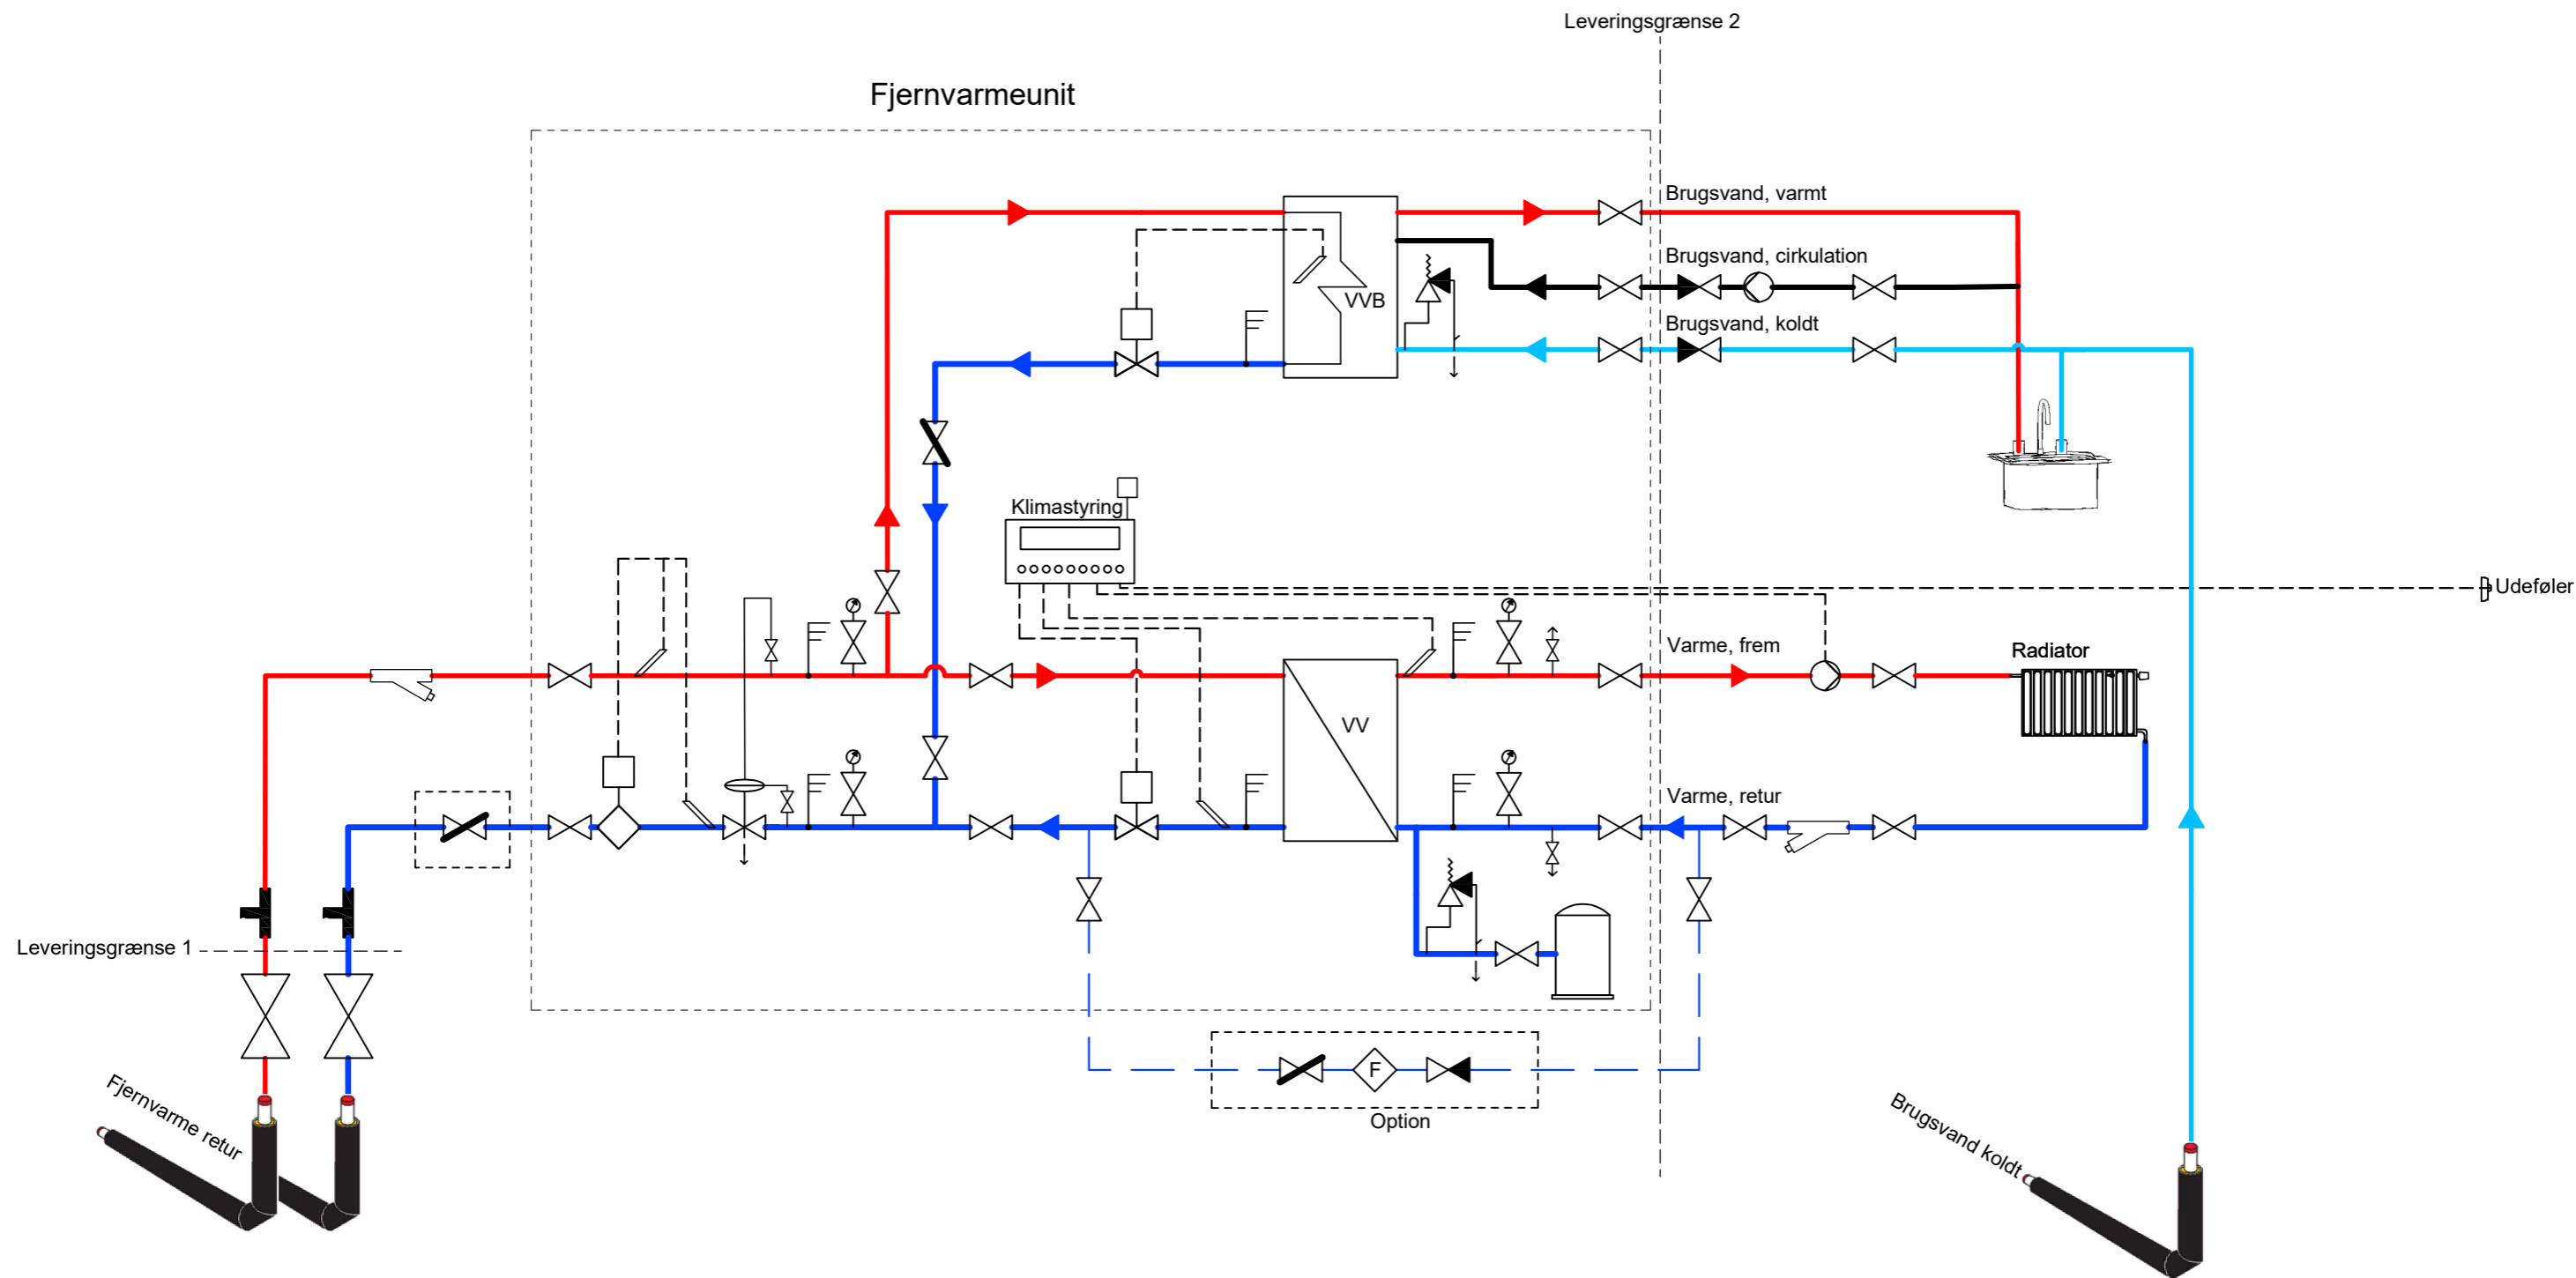 Leveringsgrænse 2
Fjernvarmeunit
Brugsvand, varmt
Brugsvand, cirkulation
VVB
Brugsvand, koldt
Klimastyring
Udeføler
Varme, frem
Radiator
VV
Varme, retur
Leveringsgrænse 1
F
Option
Fjernvarme retur
Brugsvand koldt